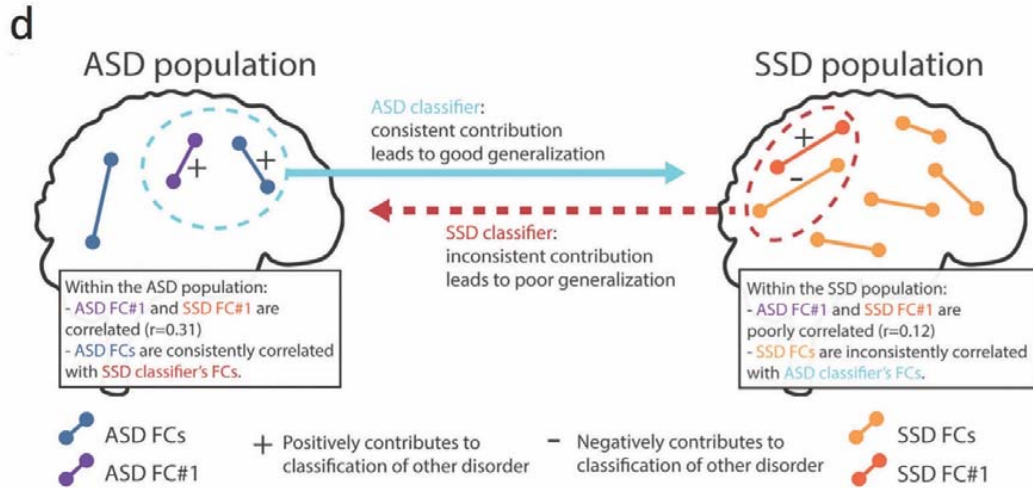 d
ASD population
SSD population
ASD classifier:
consistent contribution
leads to good generalization
+
+
+
-
SSD classifier:
inconsistent contribution
leads to poor generalization
Within the ASD population:
- ASD FC#1 and SSD FC#1 are
correlated (r=0.31)
- ASD FCs are consistently correlated
with SSD classifier's FCs.
Within the SSD population:
- ASD FC#1 and SSD FC#1 are
poorly correlated (r=0.12)
- SSD FCs are inconsistently correlated
with ASD classifier's FCs.
ASD FCs
ASD FC#1
+ Positively contributes to
classification of other disorder
- Negatively contributes to
classification of other disorder
SSD FCs
SSD FC#1